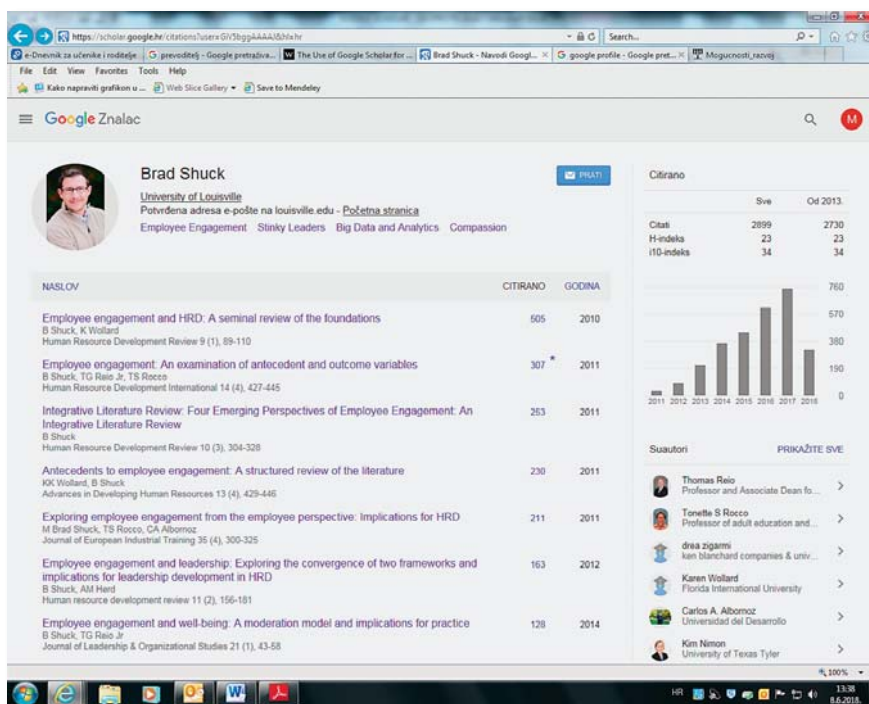 https://scholar.google.hr/citations?user=GIV5bggAAAAJ&hl=hr
Search...
e-Dnevnik za učenike i roditelje
prevoditelj - Google pretraživa...
The Use of Google Scholar for ...
Brad Shuck - Navodi Googl...
google profile - Google pret...
Mogucnosti_razvoj
File Edit View Favorites Tools Help
Kako napraviti grafikon u ...
Web Slice Gallery
Save to Mendeley
Google Znalac
M
Brad Shuck
PRATI
University of Louisville
Potvrđena adresa e-pošte na louisville.edu - Početna stranica
Employee Engagement Stinky Leaders Big Data and Analytics Compassion
NASLOV CITIRANO GODINA
Employee engagement and HRD: A seminal review of the foundations 505 2010
B Shuck, K Wollard
Human Resource Development Review 9 (1), 89-110
Employee engagement: An examination of antecedent and outcome variables 307 * 2011
B Shuck, TG Reio Jr, TS Rocco
Human Resource Development International 14 (4), 427-445
Integrative Literature Review: Four Emerging Perspectives of Employee Engagement: An 253 2011
Integrative Literature Review
B Shuck
Human Resource Development Review 10 (3), 304-328
Antecedents to employee engagement: A structured review of the literature 230 2011
KK Wollard, B Shuck
Advances in Developing Human Resources 13 (4), 429-446
Exploring employee engagement from the employee perspective: Implications for HRD 211 2011
M Brad Shuck, TS Rocco, CA Albornoz
Journal of European Industrial Training 35 (4), 300-325
Employee engagement and leadership: Exploring the convergence of two frameworks and 163 2012
implications for leadership development in HRD
B Shuck, AM Herd
Human resource development review 11 (2), 156-181
Employee engagement and well-being: A moderation model and implications for practice 128 2014
B Shuck, TG Reio Jr
Journal of Leadership & Organizational Studies 21 (1), 43-58
Citirano
Sve Od 2013.
Citati 2899 2730
H-indeks 23 23
i10-indeks 34 34
760
570
380
190
0
2011 2012 2013 2014 2015 2016 2017 2018
Suautori PRIKAŽITE SVE
Thomas Reio
Professor and Associate Dean fo...
Tonette S Rocco
Professor of adult education and...
drea zigarmi
ken blanchard companies & univ...
Karen Wollard
Florida International University
Carlos A. Albornoz
Universidad del Desarrollo
Kim Nimon
University of Texas Tyler
100%
HR
13:38
8.6.2018.